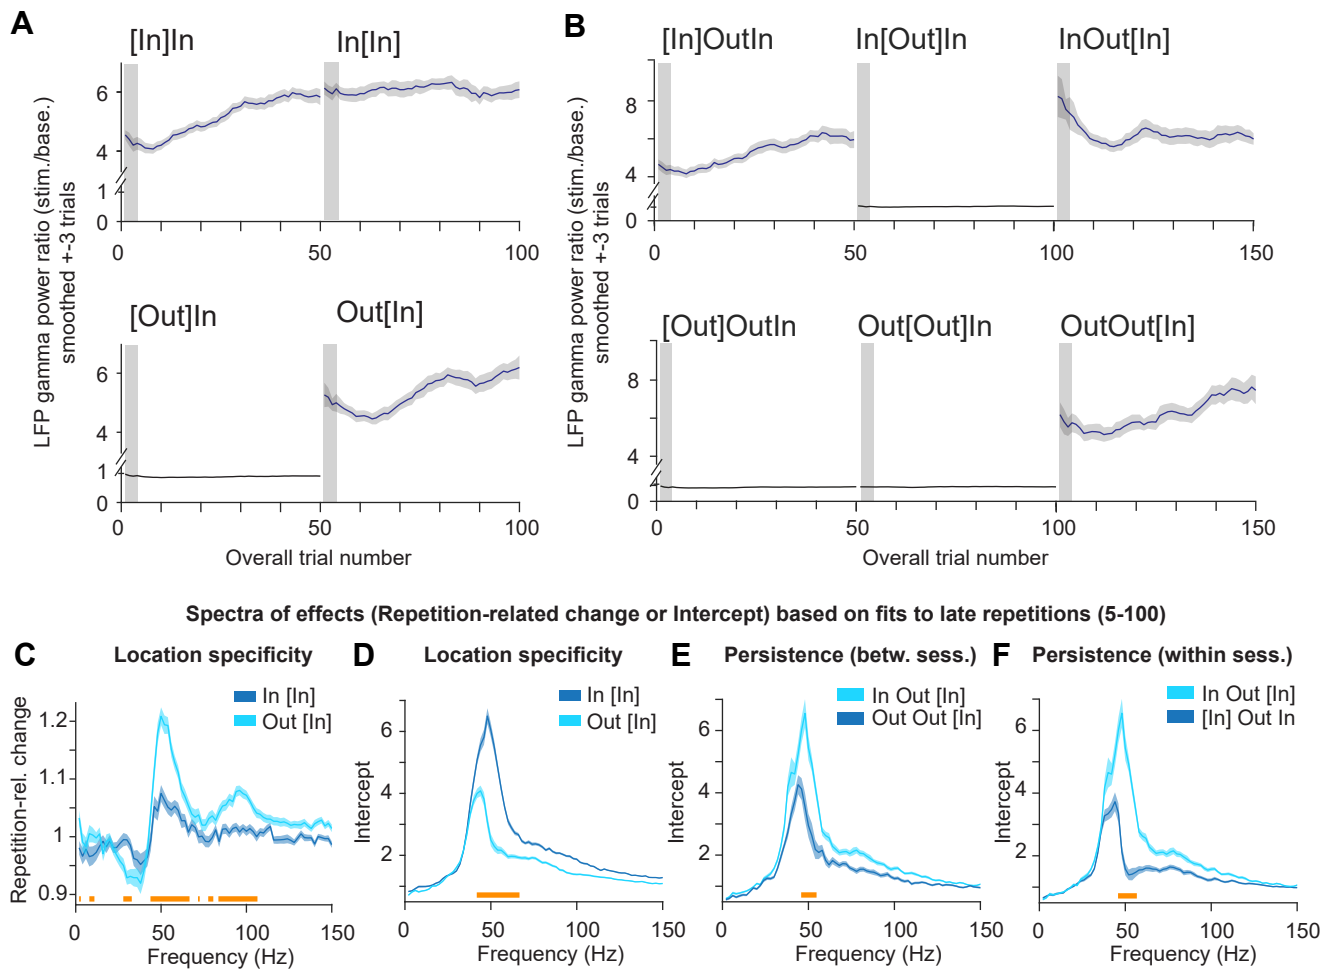 A
B
[In]In
In[In]
[In]OutIn
In[Out]In
InOut[In]
LFP gamma power ratio (stim./base.)
smoothed +-3 trials
6
4
1
0
0
50
100
LFP gamma power ratio (stim./base.)
smoothed +-3 trials
8
4
0
0
50
100
150
[Out]In
Out[In]
[Out]OutIn
Out[Out]In
OutOut[In]
6
4
1
0
0
50
100
Overall trial number
8
4
0
0
50
100
150
Overall trial number
Spectra of effects (Repetition-related change or Intercept) based on fits to late repetitions (5-100)
C
Location specificity
In [In]
Out [In]
Repetition-rel. change
1.2
1.1
1
0.9
0
50
100
150
Frequency (Hz)
D
Location specificity
In [In]
Out [In]
Intercept
6
4
2
0
50
100
150
Frequency (Hz)
E
Persistence (betw. sess.)
In Out [In]
Out Out [In]
Intercept
6
4
2
0
50
100
150
Frequency (Hz)
F
Persistence (within sess.)
In Out [In]
[In] Out In
Intercept
6
4
2
0
50
100
150
Frequency (Hz)